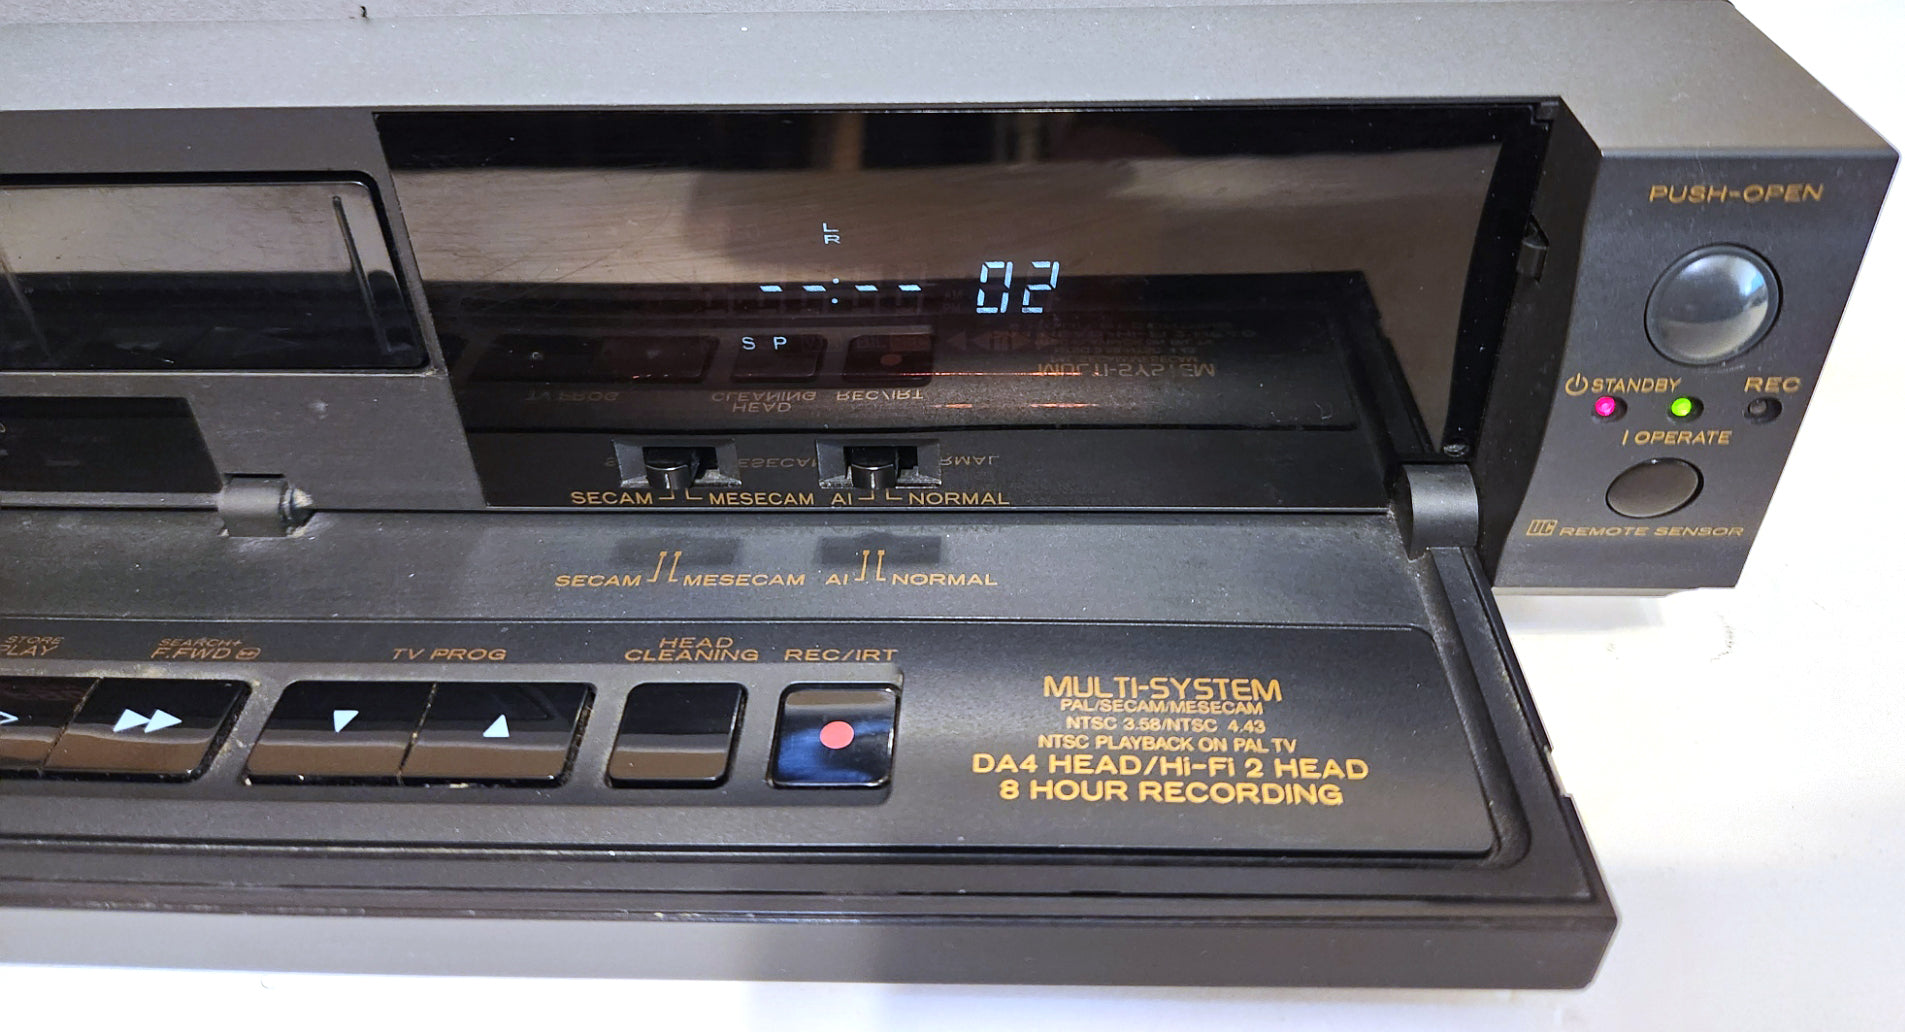 PUSH-OPEN
L
R
--:-- 02
SP
STANDBY REC
I OPERATE
UC REMOTE SENSOR
SECAM MESECAM AI NORMAL
SECAM MESECAM AI NORMAL
STORE SEARCH+ HEAD
PLAY F.FWD TV PROG CLEANING REC/IRT
MULTI-SYSTEM
PAL/SECAM/MESECAM
NTSC 3.58/NTSC 4.43
NTSC PLAYBACK ON PAL TV
DA4 HEAD/Hi-Fi 2 HEAD
8 HOUR RECORDING